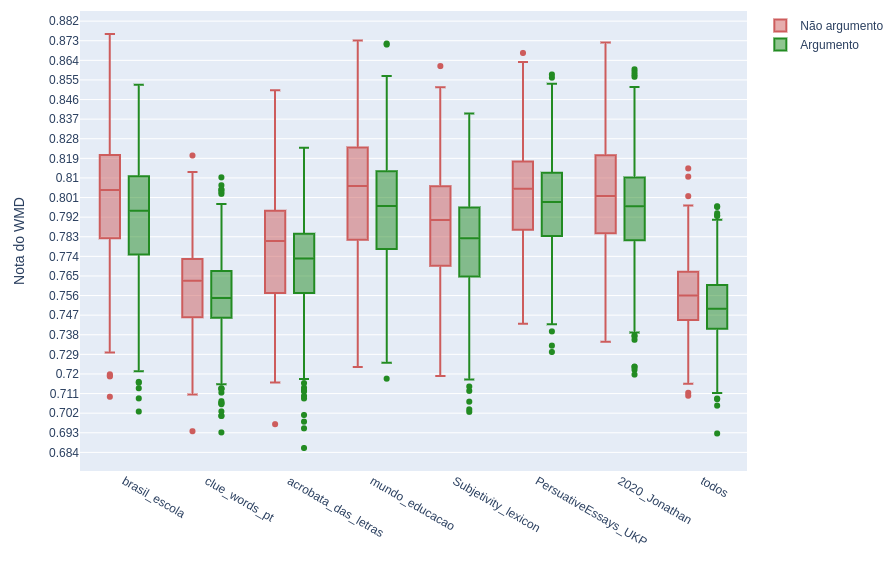 Nota do WMD
0.882
0.873
0.864
0.855
0.846
0.837
0.828
0.819
0.81
0.801
0.792
0.783
0.774
0.765
0.756
0.747
0.738
0.729
0.72
0.711
0.702
0.693
0.684
brasil_escola
clue_words_pt
acrobata_das_letras
mundo_educacao
Subjetivity_lexicon
PersuativeEssays_UKP
2020_Jonathan
todos
Não argumento
Argumento